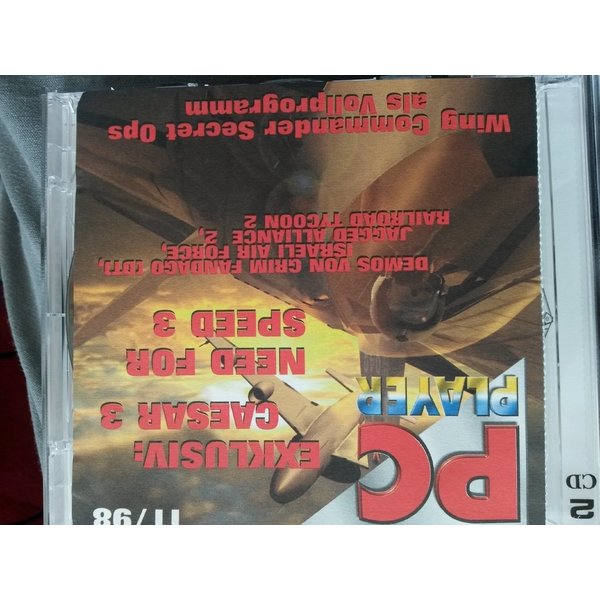 11/98
PC
PLAYER
EXKLUSIV:
CAESAR 3
NEED FOR
SPEED 3
DEMOS VON GRIM FANDAGO (DT),
ISRAELI AIR FORCE,
JAGGED ALLIANCE 2,
RAILROAD TYCOON 2
Wing Commander Secret Ops
als Vollprogramm
2
CD